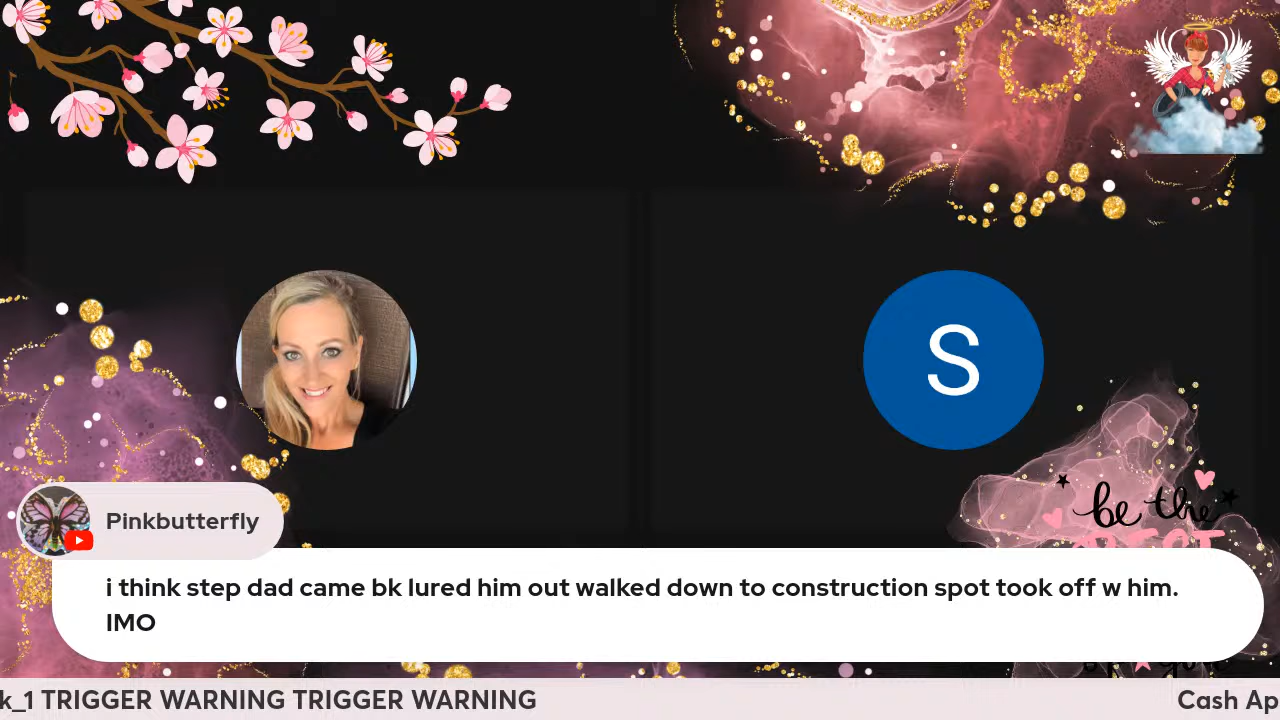 S
be the
Pinkbutterfly
i think step dad came bk lured him out walked down to construction spot took off w him.
IMO
k_1 TRIGGER WARNING TRIGGER WARNING
Cash Ap